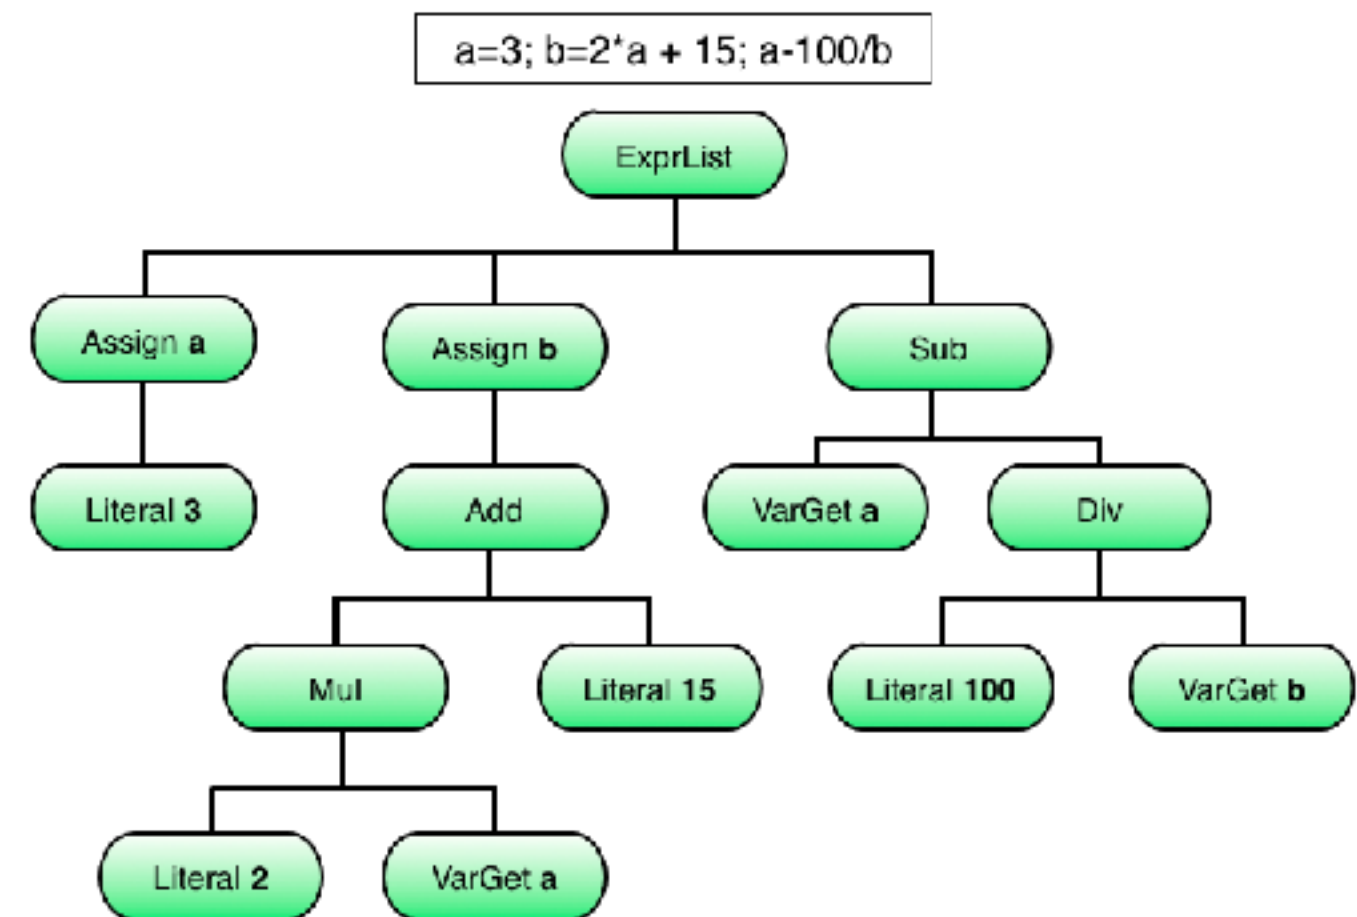 a=3; b=2*a + 15; a-100/b
ExprList
Assign a
Assign b
Sub
Literal 3
Add
VarGet a
Div
Mul
Literal 15
Literal 100
VarGet b
Literal 2
VarGet a